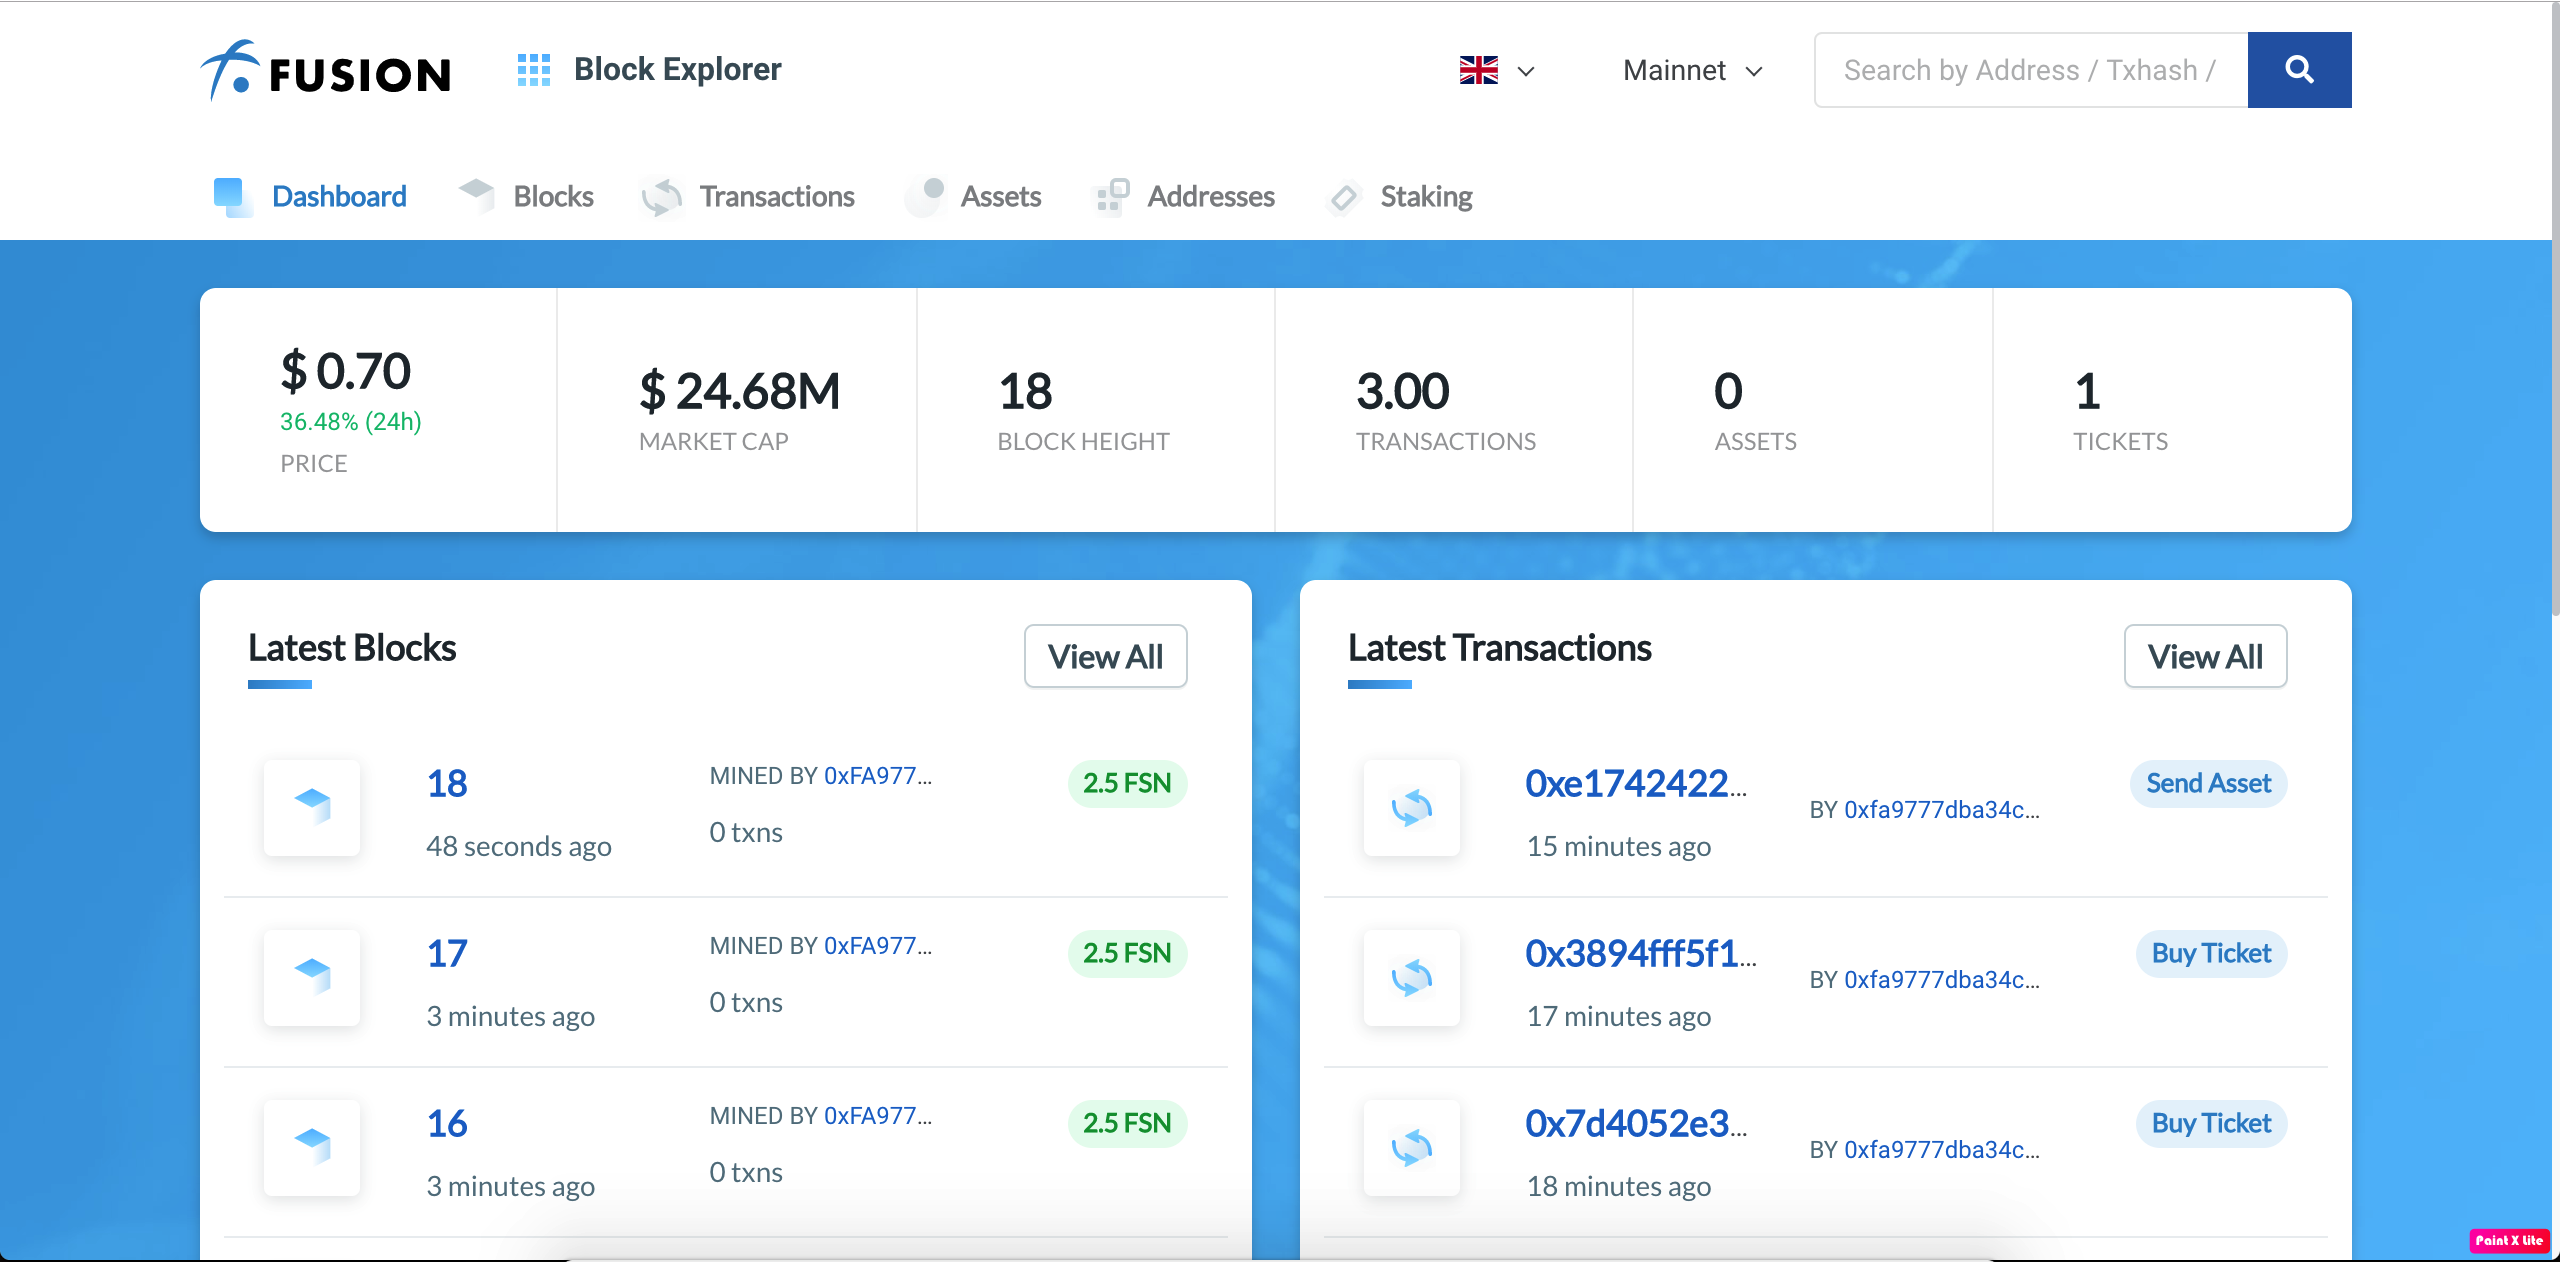 FUSION
Block Explorer
Mainnet
Search by Address / Txhash /
Dashboard
Blocks
Transactions
Assets
Addresses
Staking
$ 0.70
36.48% (24h)
PRICE
$ 24.68M
MARKET CAP
18
BLOCK HEIGHT
3.00
TRANSACTIONS
0
ASSETS
1
TICKETS
Latest Blocks
View All
18
48 seconds ago
MINED BY 0xFA977...
0 txns
2.5 FSN
17
3 minutes ago
MINED BY 0xFA977...
0 txns
2.5 FSN
16
3 minutes ago
MINED BY 0xFA977...
0 txns
2.5 FSN
Latest Transactions
View All
0xe1742422...
15 minutes ago
BY 0xfa9777dba34c...
Send Asset
0x3894fff5f1...
17 minutes ago
BY 0xfa9777dba34c...
Buy Ticket
0x7d4052e3...
18 minutes ago
BY 0xfa9777dba34c...
Buy Ticket
Paint X Lite